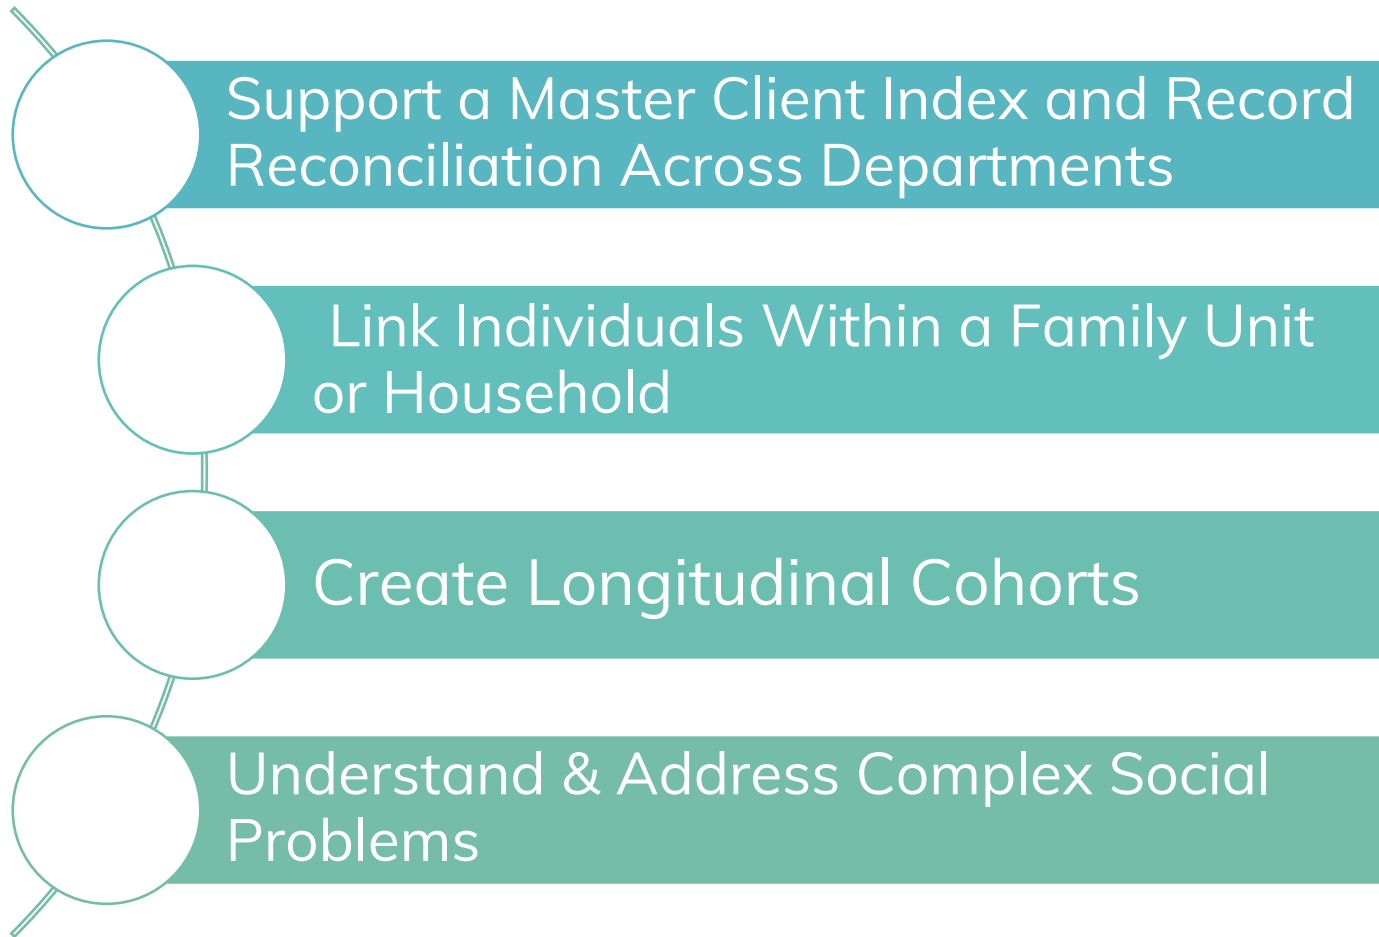 Support a Master Client Index and Record
Reconciliation Across Departments
Link Individuals Within a Family Unit
or Household
Create Longitudinal Cohorts
Understand & Address Complex Social
Problems